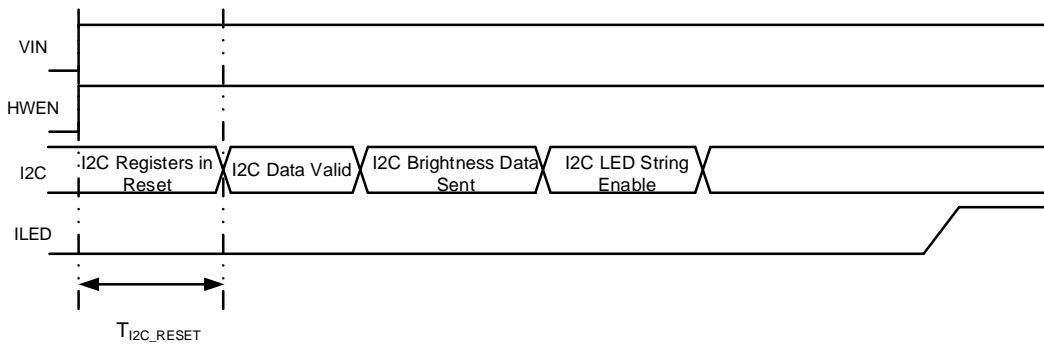 VIN
HWEN
I2C
I2C Registers in
Reset
I2C Data Valid
I2C Brightness Data
Sent
I2C LED String
Enable
ILED
TI2C_RESET